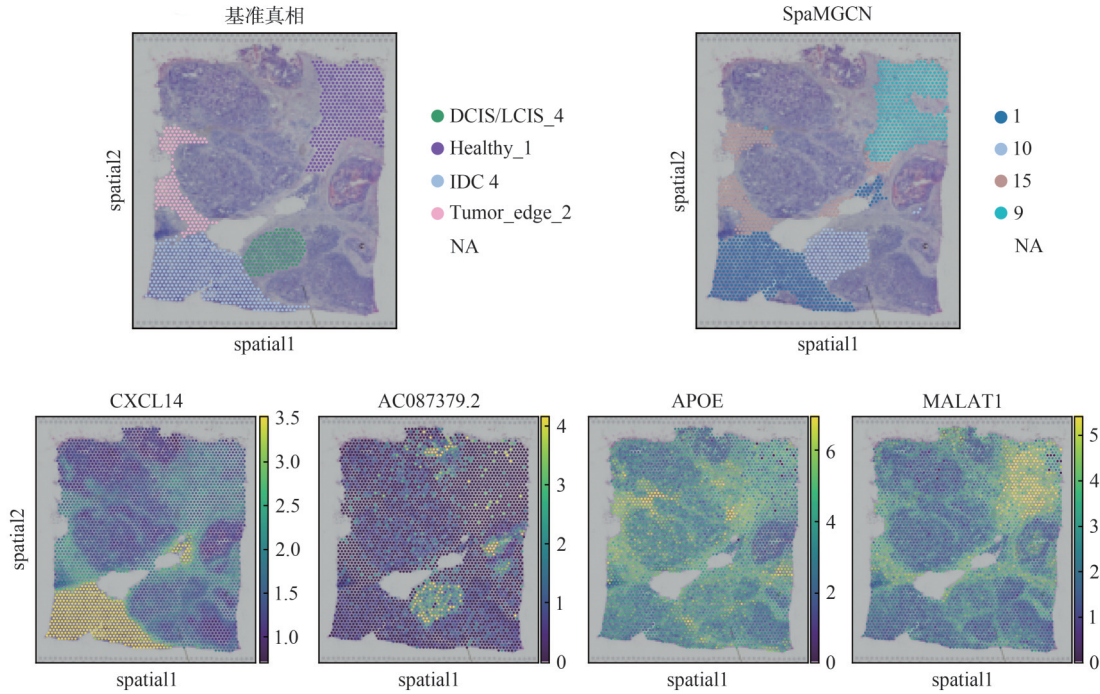 基准真相
SpaMGCN
DCIS/LCIS_4
Healthy_1
IDC 4
Tumor_edge_2
NA
spatial2
spatial1
1
10
15
9
NA
spatial2
spatial1
CXCL14
AC087379.2
APOE
MALAT1
3.5
3.0
2.5
2.0
1.5
1.0
4
3
2
1
0
6
4
2
0
5
4
3
2
1
0
spatial2
spatial1
spatial1
spatial1
spatial1